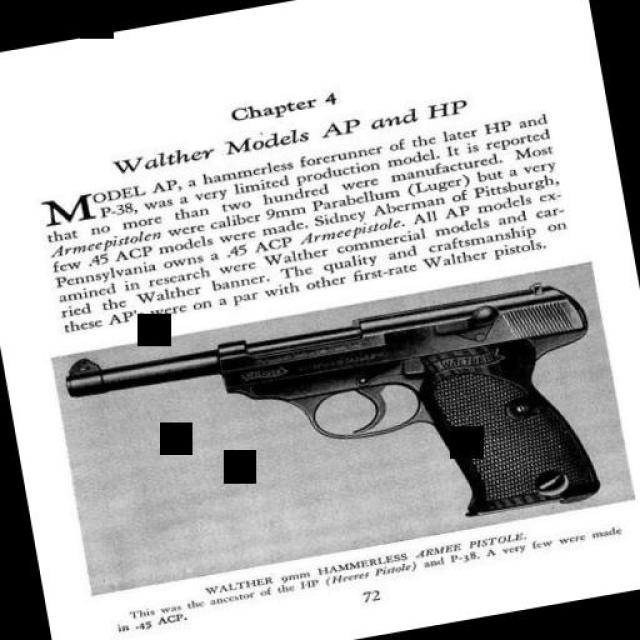 Chapter 4
Walther Models AP and HP
MODEL AP, a hammerless forerunner of the later HP and
P-38, was a very limited production model. It is reported
that no more than two hundred were manufactured. Most
Armeepistolen were caliber 9mm Parabellum (Luger) but a very
few .45 ACP models were made. Sidney Aberman of Pittsburgh,
Pennsylvania owns a .45 ACP Armeepistole. All AP models ex-
amined in research were Walther commercial models and car-
ried the Walther banner. The quality and craftsmanship on
these AP's were on a par with other first-rate Walther pistols.
WALTHER
WALTHER 9mm HAMMERLESS ARMEE PISTOLE.
This was the ancestor of the HP (Heeres Pistole) and P-38. A very few were made
in .45 ACP.
72